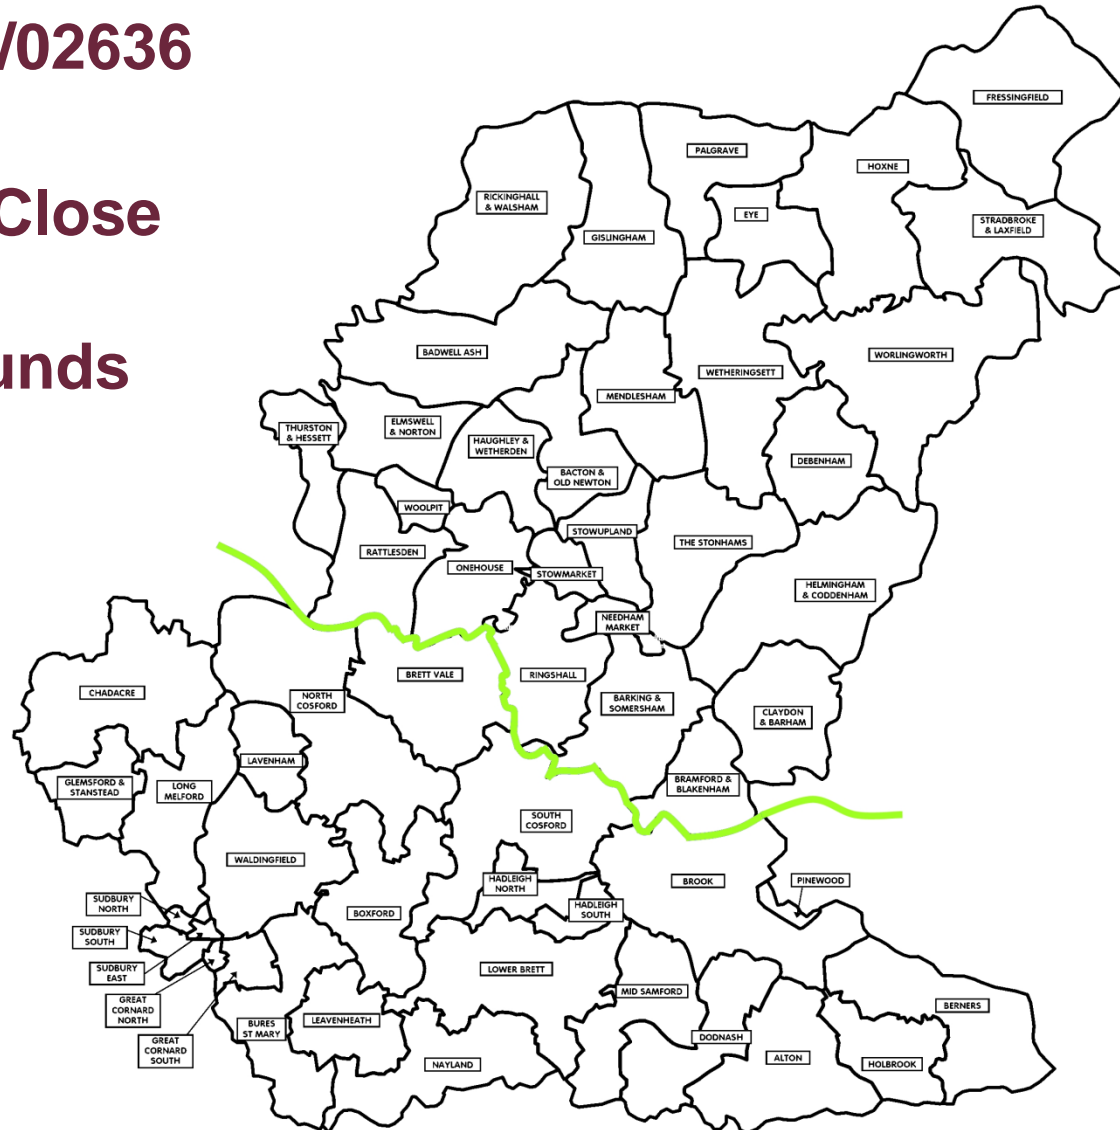 /02636
Close
unds
FRESSINGFIELD
PALGRAVE
HOXNE
RICKINGHALL
& WALSHAM
EYE
GISLINGHAM
STRADBROKE
& LAXFIELD
BADWELL ASH
WORLINGWORTH
WETHERINGSETT
MENDLESHAM
THURSTON
& HESSETT
ELMSWELL
& NORTON
HAUGHLEY &
WETHERDEN
DEBENHAM
BACTON &
OLD NEWTON
WOOLPIT
STOWUPLAND
THE STONHAMS
RATTLESDEN
ONEHOUSE
STOWMARKET
HELMINGHAM
& CODDENHAM
NEEDHAM
MARKET
BRETT VALE
RINGSHALL
CHADACRE
NORTH
COSFORD
BARKING &
SOMERSHAM
CLAYDON
& BARHAM
LAVENHAM
GLEMSFORD &
STANSTEAD
LONG
MELFORD
BRAMFORD &
BLAKENHAM
SOUTH
COSFORD
WALDINGFIELD
HADLEIGH
NORTH
BROOK
PINEWOOD
SUDBURY
NORTH
BOXFORD
HADLEIGH
SOUTH
SUDBURY
SOUTH
SUDBURY
EAST
LOWER BRETT
MID SAMFORD
BERNERS
GREAT
CORNARD
NORTH
BURES
ST MARY
LEAVENHEATH
DODNASH
GREAT
CORNARD
SOUTH
NAYLAND
ALTON
HOLBROOK